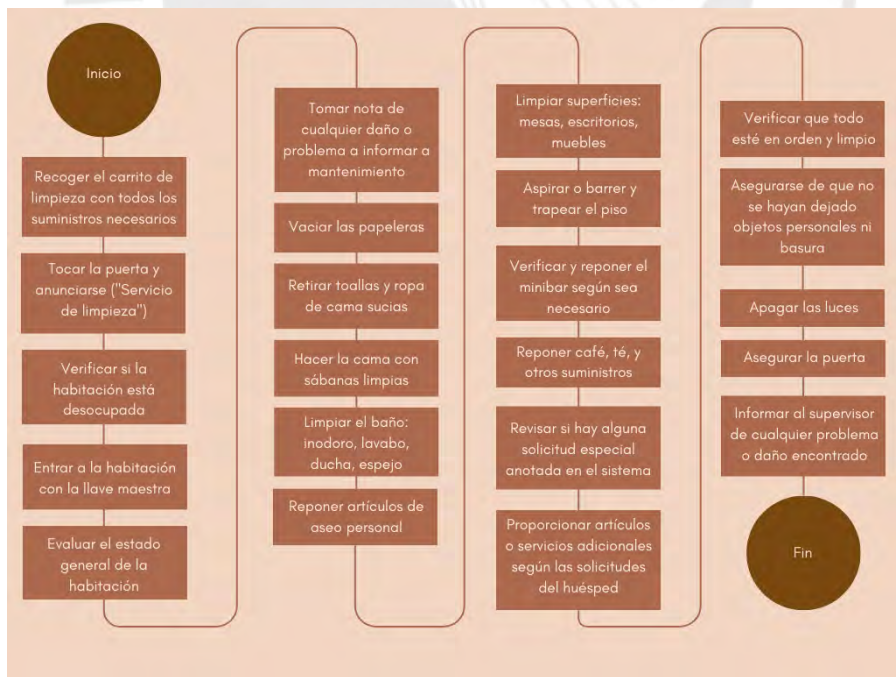 Inicio
Recoger el carrito de
limpieza con todos los
suministros necesarios
Tocar la puerta y
anunciarse ("Servicio
de limpieza")
Verificar si la
habitación está
desocupada
Entrar a la habitación
con la llave maestra
Evaluar el estado
general de la
habitación
Tomar nota de
cualquier daño o
problema a informar a
mantenimiento
Vaciar las papeleras
Retirar toallas y ropa
de cama sucias
Hacer la cama con
sábanas limpias
Limpiar el baño:
inodoro, lavabo,
ducha, espejo
Reponer artículos de
aseo personal
Limpiar superficies:
mesas, escritorios,
muebles
Aspirar o barrer y
trapear el piso
Verificar y reponer el
minibar según sea
necesario
Reponer café, té, y
otros suministros
Revisar si hay alguna
solicitud especial
anotada en el sistema
Proporcionar artículos
o servicios adicionales
según las solicitudes
del huésped
Verificar que todo
esté en orden y limpio
Asegurarse de que no
se hayan dejado
objetos personales ni
basura
Apagar las luces
Asegurar la puerta
Informar al supervisor
de cualquier problema
o daño encontrado
Fin